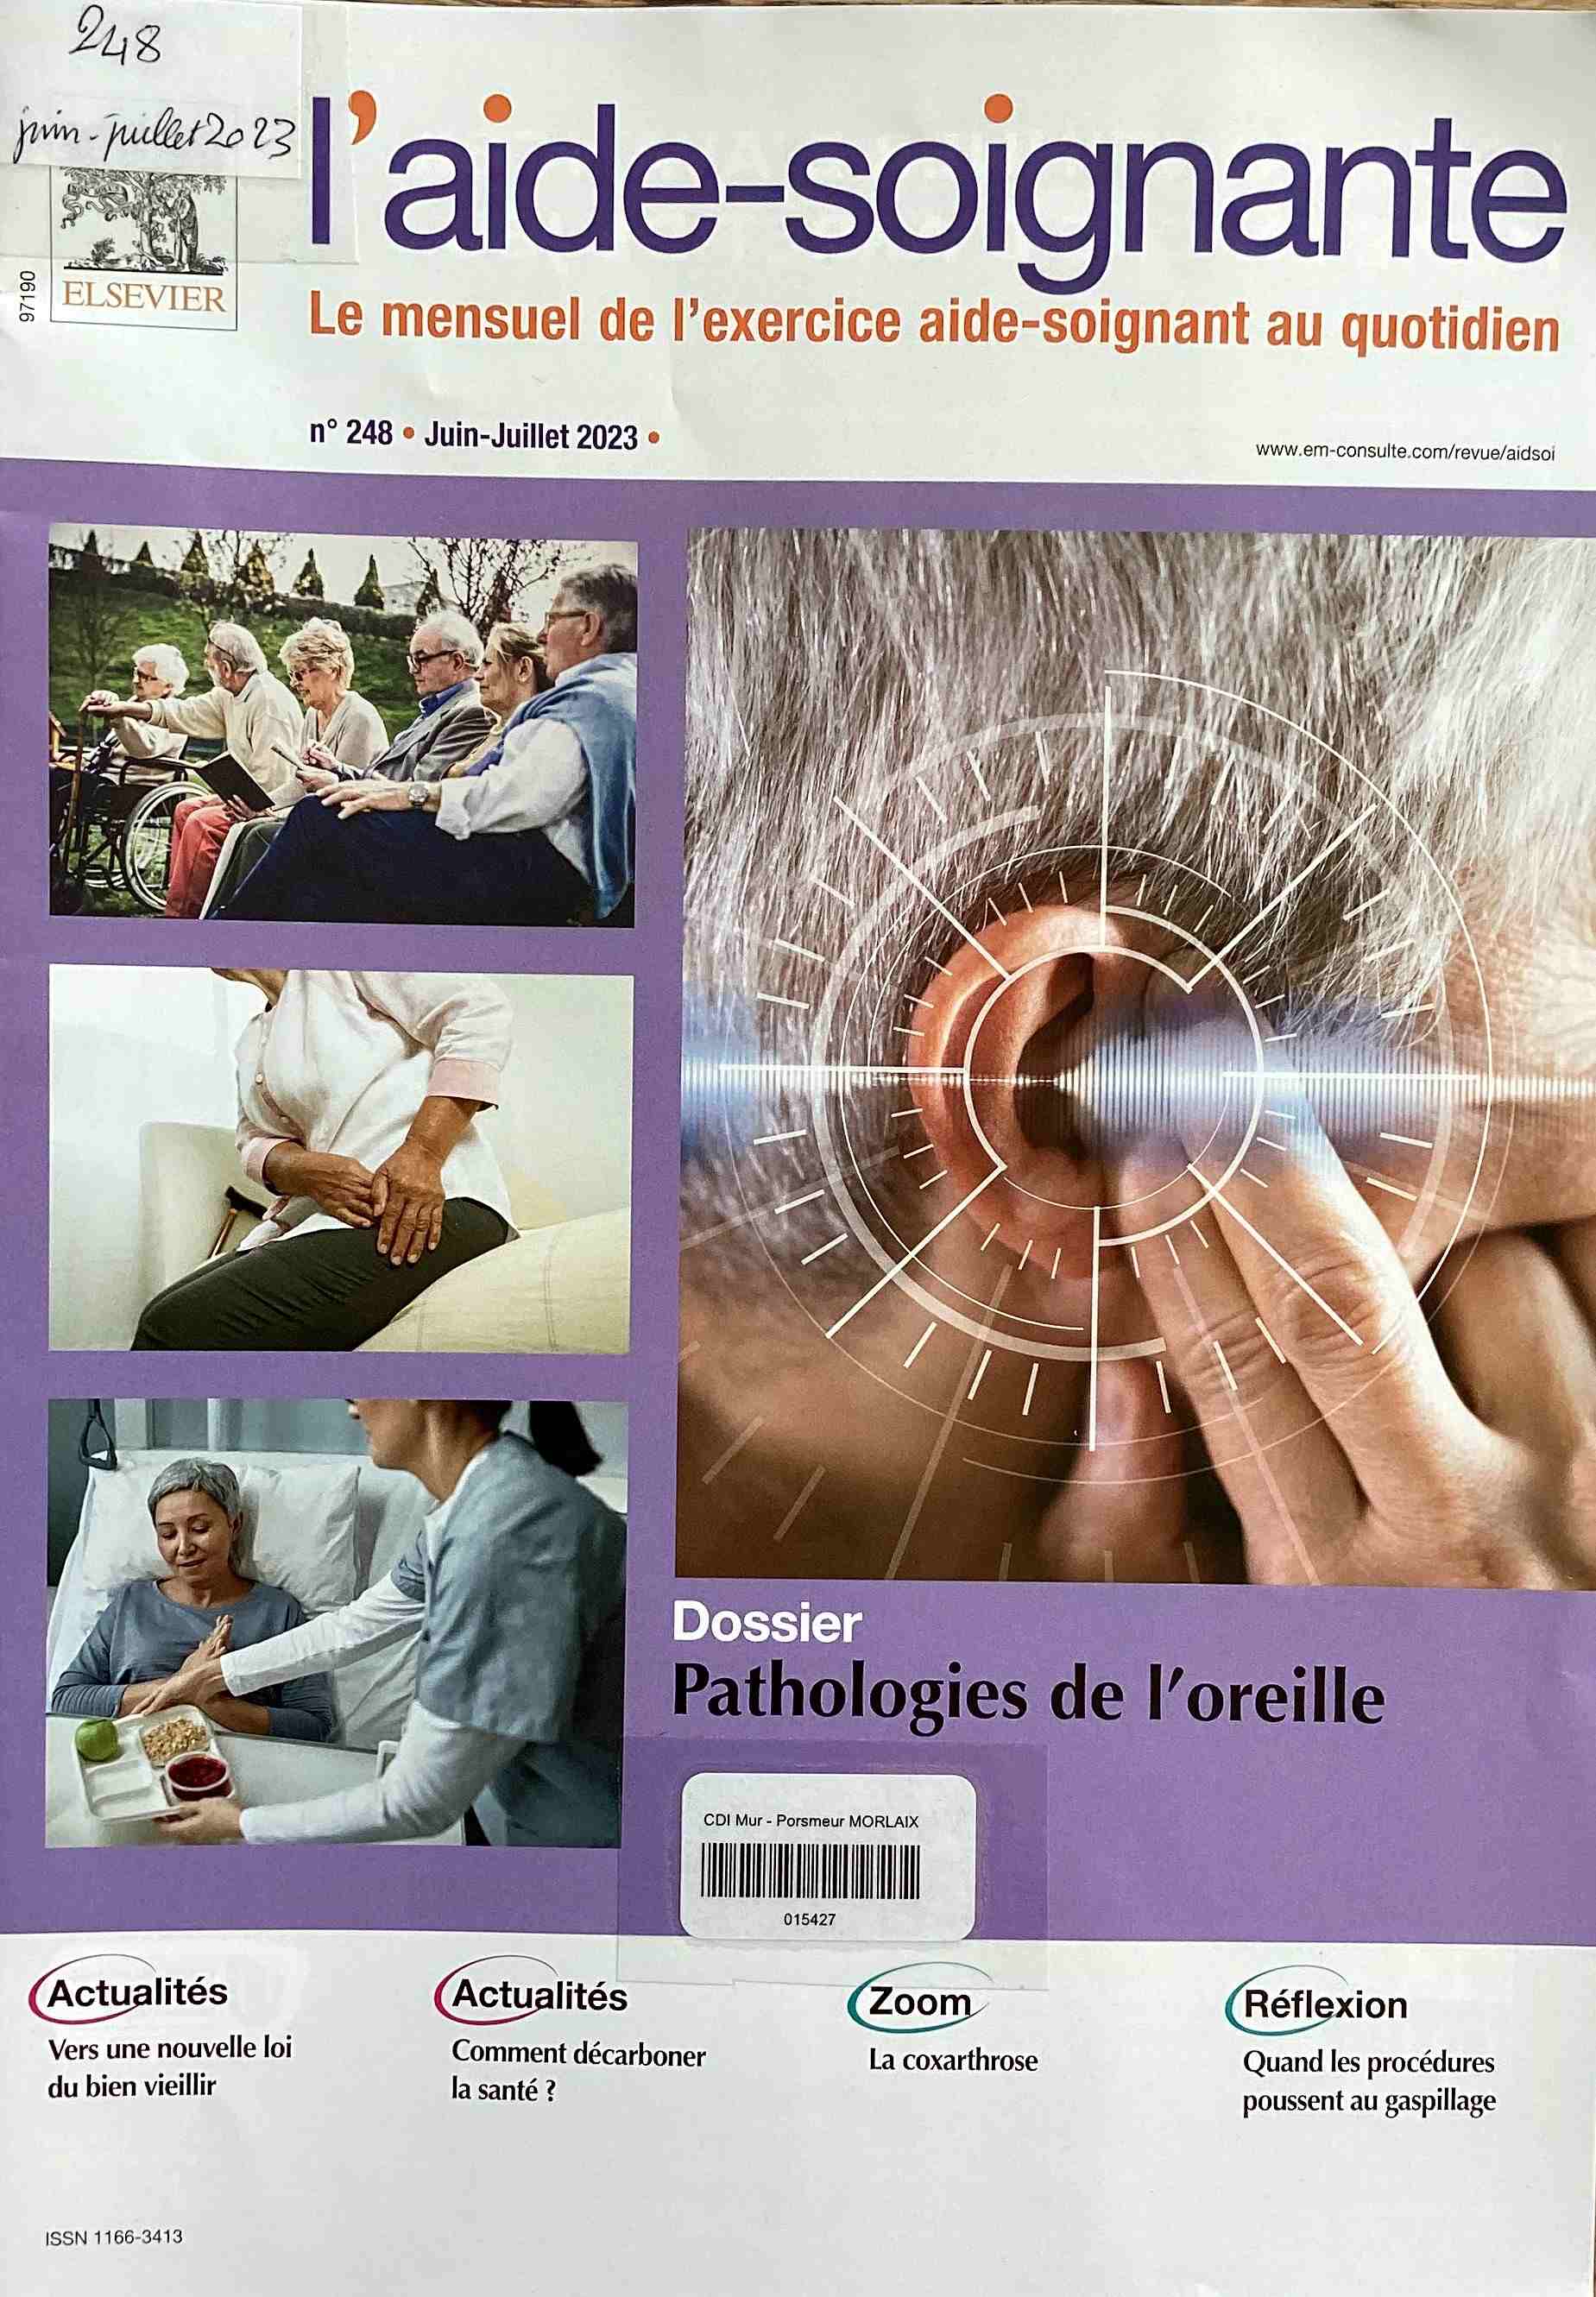 248
juin-juillet 2023
l'aide-soignante
97190
ELSEVIER
Le mensuel de l'exercice aide-soignant au quotidien
n° 248 • Juin-Juillet 2023 •
www.em-consulte.com/revue/aidsoi
Dossier
Pathologies de l'oreille
CDI Mur - Porsmeur MORLAIX
015427
Actualités
Vers une nouvelle loi
du bien vieillir
Actualités
Comment décarboner
la santé ?
Zoom
La coxarthrose
Réflexion
Quand les procédures
poussent au gaspillage
ISSN 1166-3413